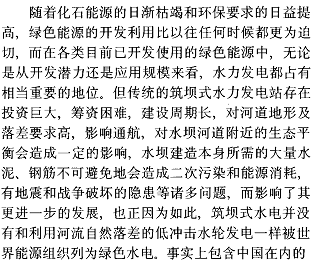 随着化石能源的日渐枯竭和环保要求的日益提
高，绿色能源的开发利用比以往任何时候都更为迫
切，而在各类目前已开发使用的绿色能源中，无论
是从开发潜力还是应用规模来看，水力发电都占有
相当重要的地位。但传统的筑坝式水力发电站存在
投资巨大，筹资困难，建设周期长，对河道地形及
落差要求高，影响通航，对水坝河道附近的生态平
衡会造成一定的影响，水坝建造本身所需的大量水
泥、钢筋不可避免地会造成二次污染和能源消耗，
有地震和战争破坏的隐患等诸多问题，而影响了其
更进一步的发展，也正因为如此，筑坝式水电并没
有和利用河流自然落差的低冲击水轮发电一样被世
界能源组织列为绿色水电。事实上包含中国在内的